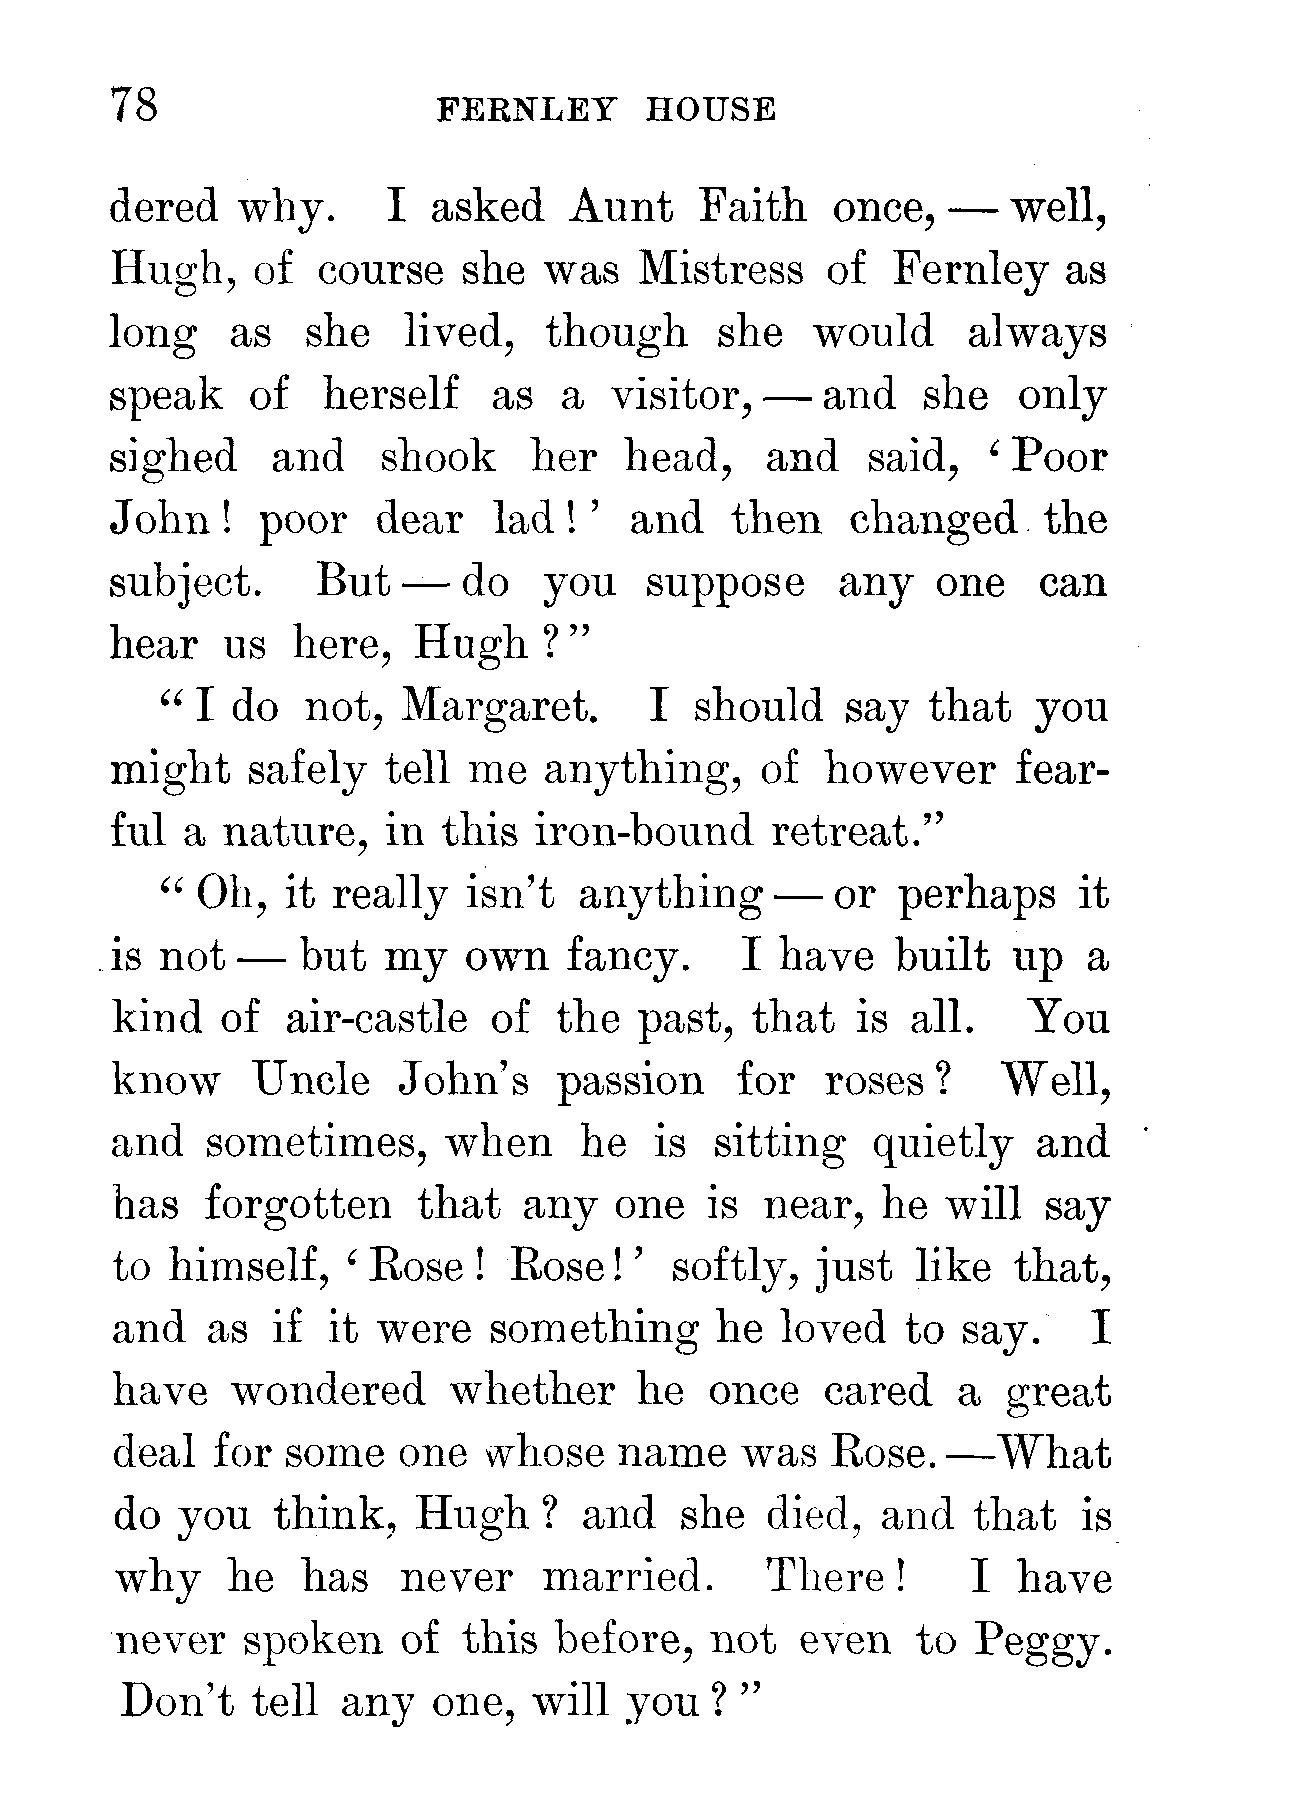 78 FERNLEY HOUSE
dered why. I asked Aunt Faith once, — well,
Hugh, of course she was Mistress of Fernley as
long as she lived, though she would always
speak of herself as a visitor, — and she only
sighed and shook her head, and said, ‘Poor
John! poor dear lad!’ and then changed the
subject. But — do you suppose any one can
hear us here, Hugh?”
“I do not, Margaret. I should say that you
might safely tell me anything, of however fear-
ful a nature, in this iron-bound retreat.”
“Oh, it really isn’t anything — or perhaps it
is not — but my own fancy. I have built up a
kind of air-castle of the past, that is all. You
know Uncle John’s passion for roses? Well,
and sometimes, when he is sitting quietly and
has forgotten that any one is near, he will say
to himself, ‘Rose! Rose!’ softly, just like that,
and as if it were something he loved to say. I
have wondered whether he once cared a great
deal for some one whose name was Rose. —What
do you think, Hugh? and she died, and that is
why he has never married. There! I have
never spoken of this before, not even to Peggy.
Don’t tell any one, will you?”